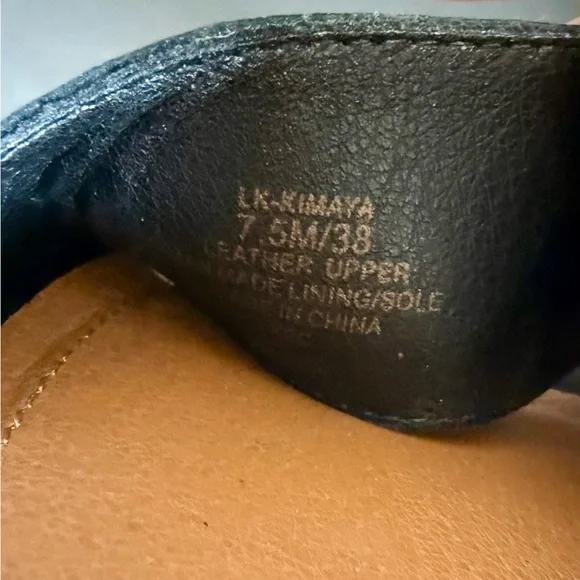 LK-KIMAYA
7.5M/38
LEATHER UPPER
MADE LINING/SOLE
IN CHINA